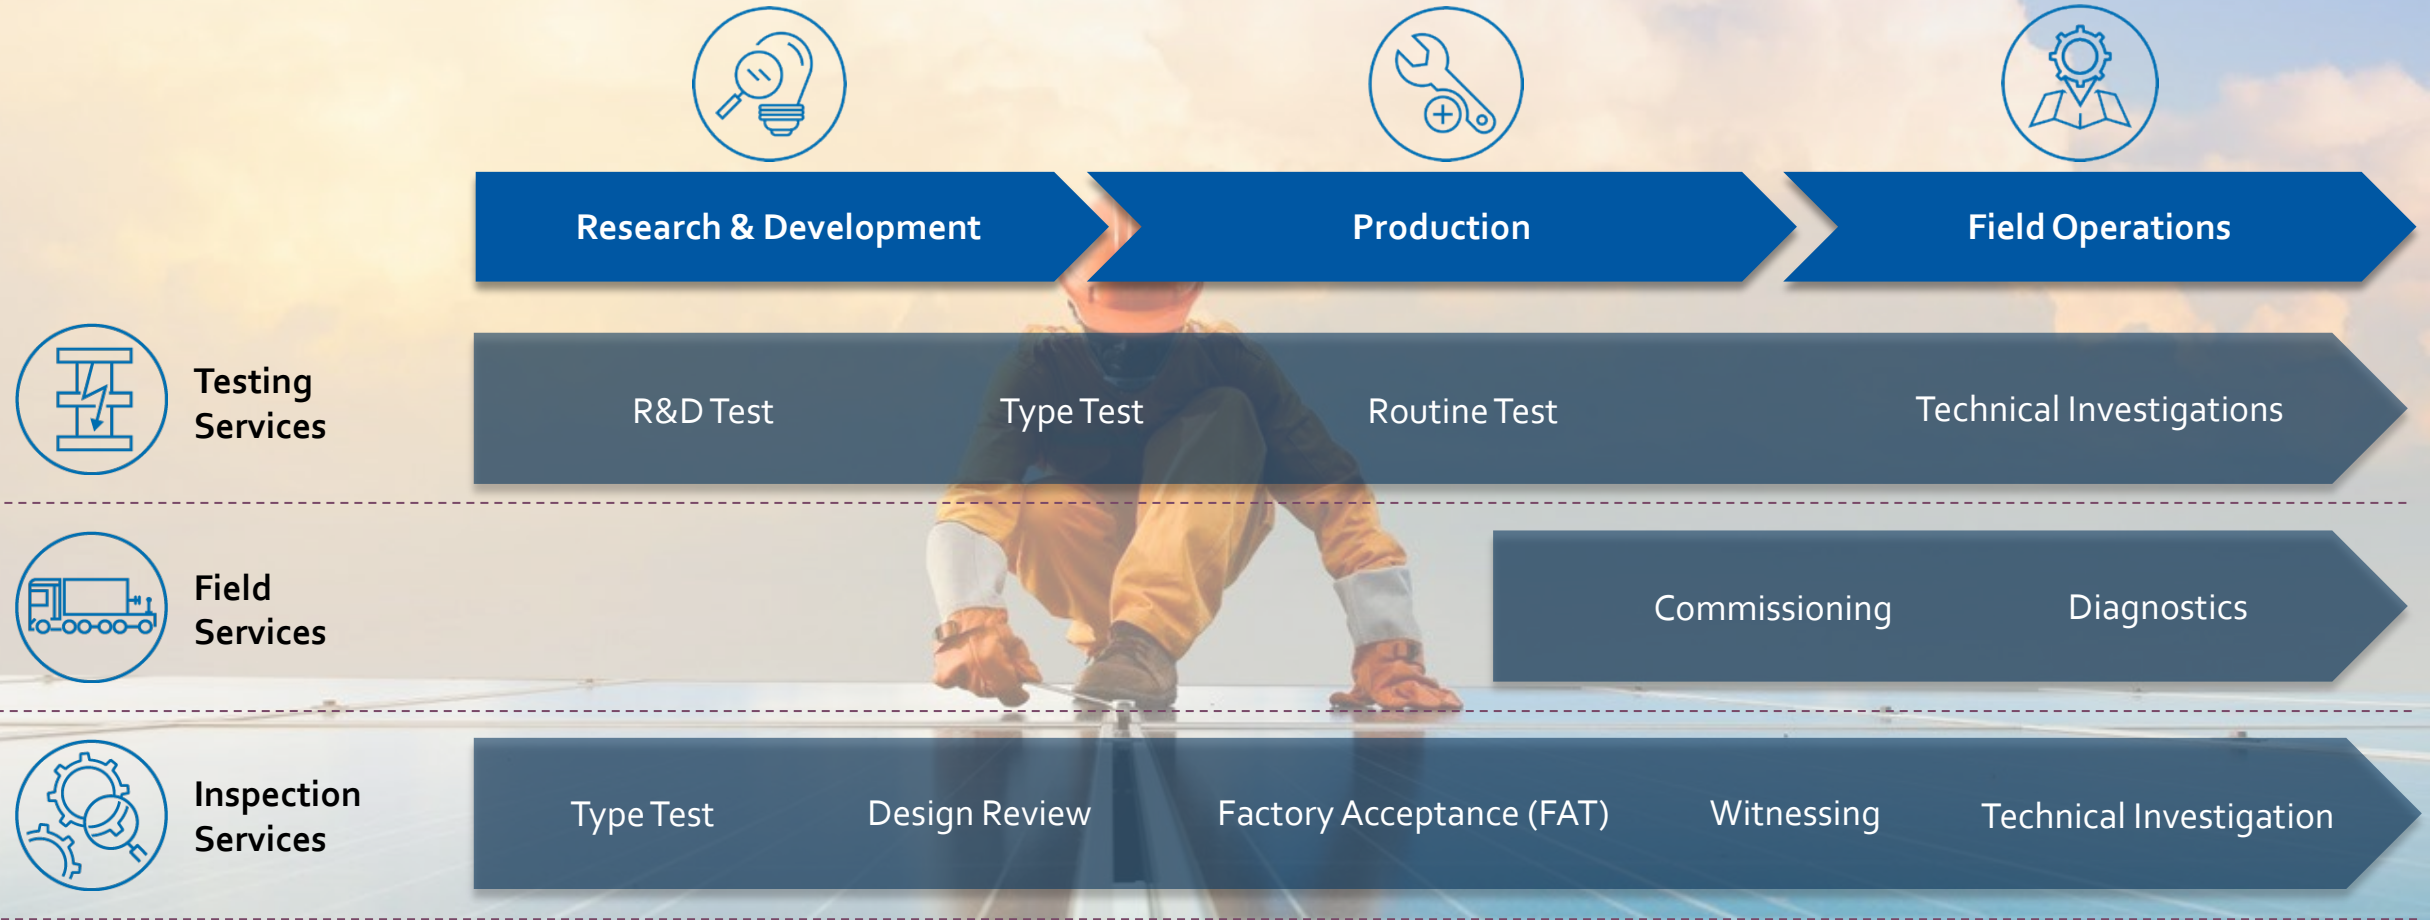 Research & Development
Production
Field Operations
Testing
Services
R&D Test
Type Test
Routine Test
Technical Investigations
Field
Services
Commissioning
Diagnostics
Inspection
Services
Type Test
Design Review
Factory Acceptance (FAT)
Witnessing
Technical Investigation